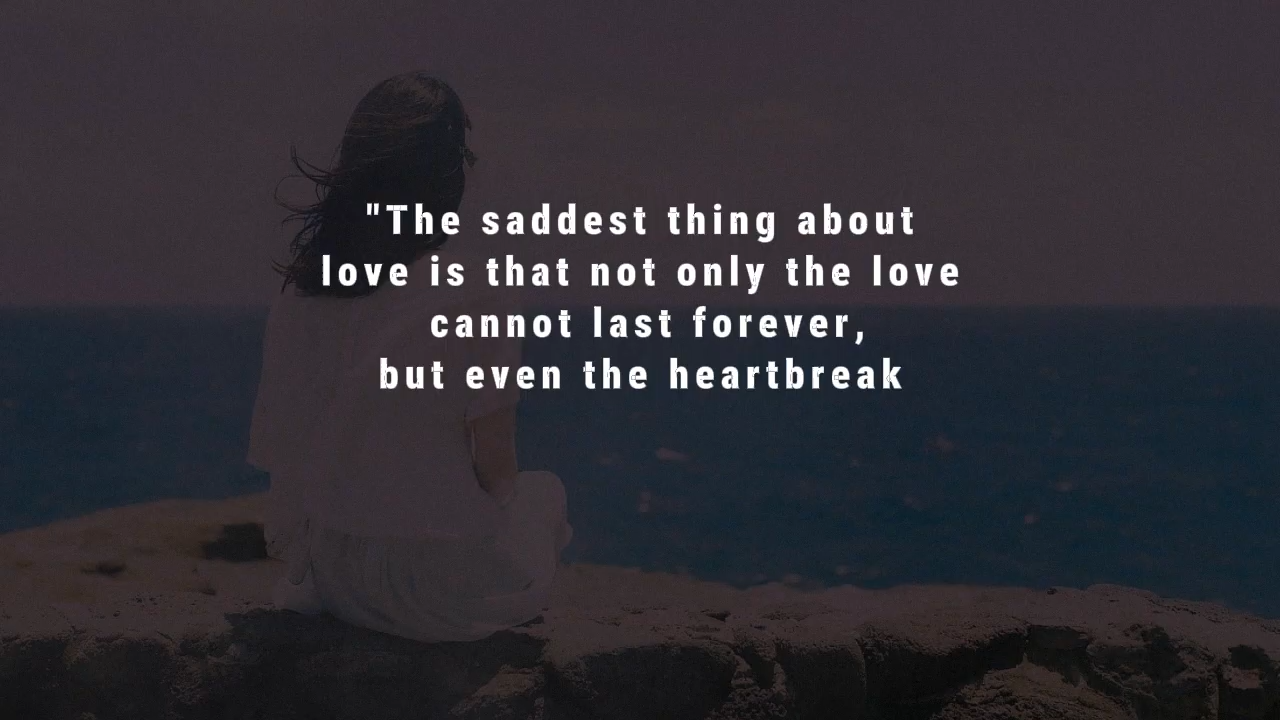 "The saddest thing about
love is that not only the love
cannot last forever,
but even the heartbreak